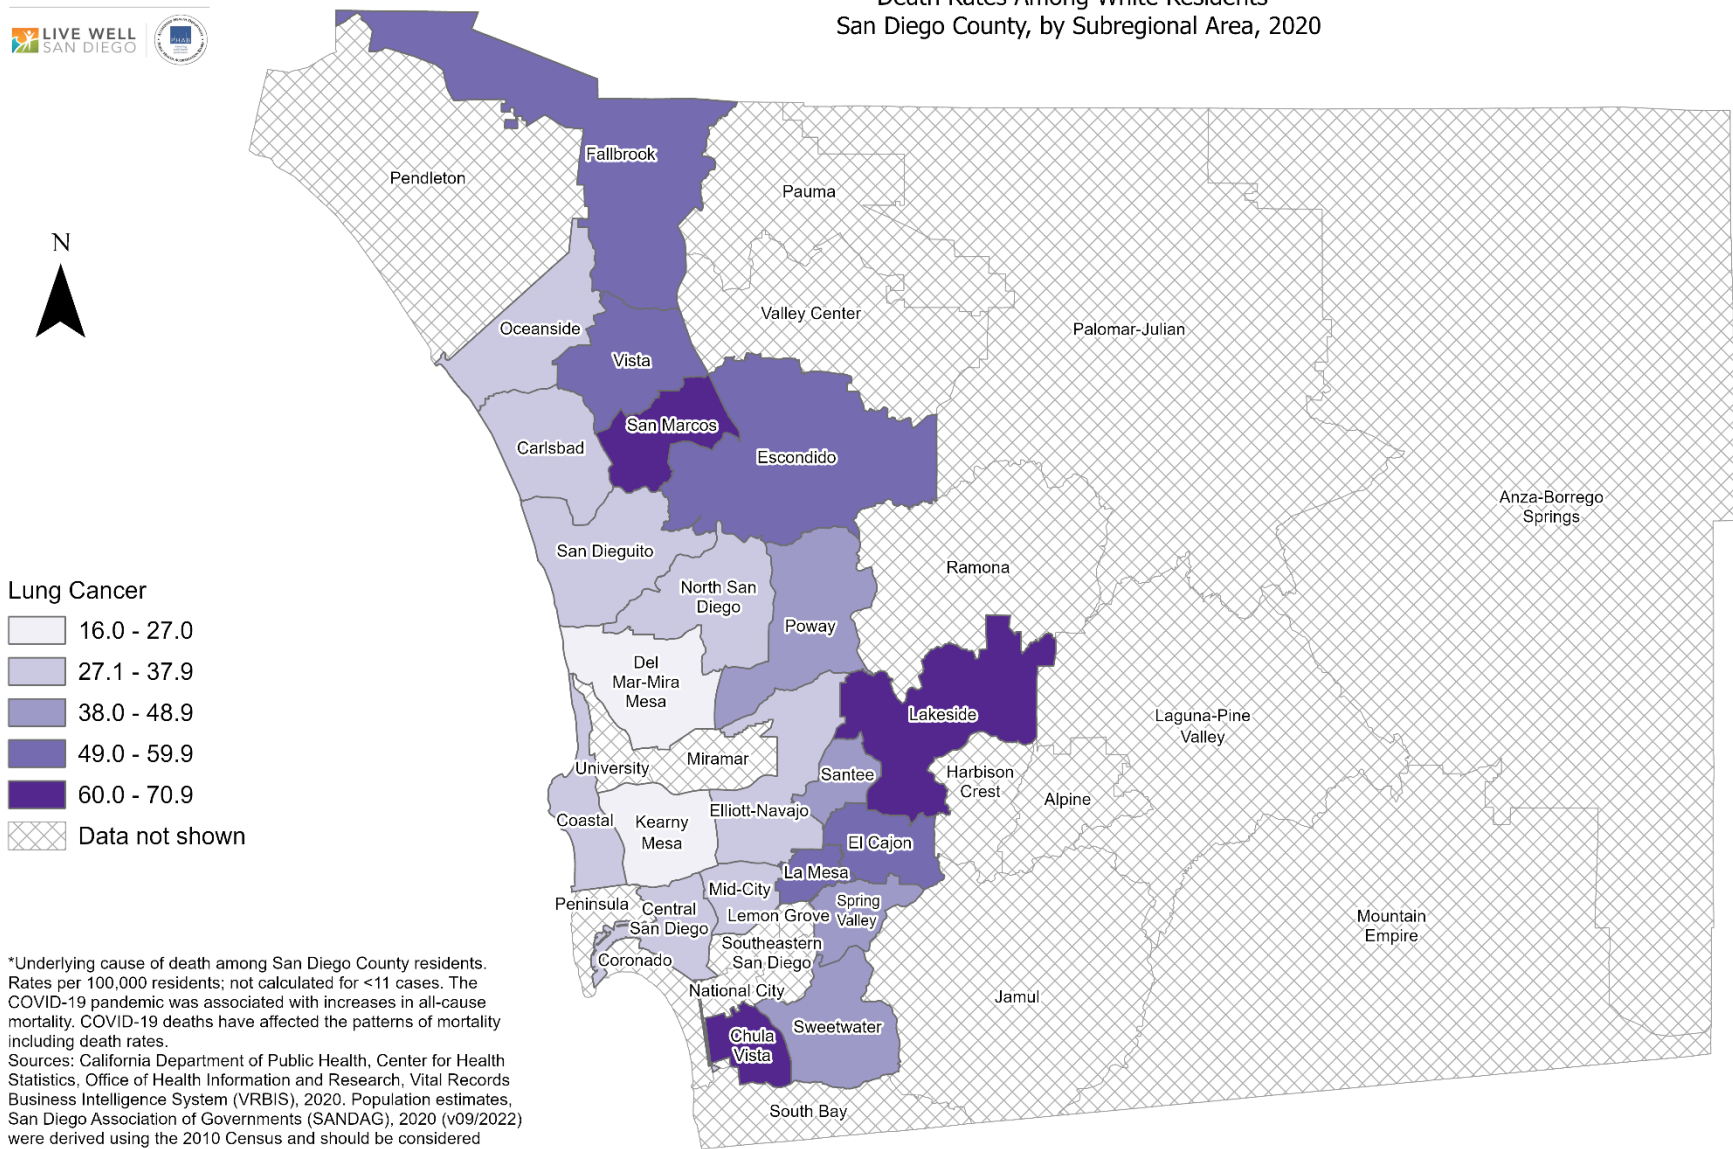 LIVE WELL
SAN DIEGO
PHAB
Death Rates Among White Residents
San Diego County, by Subregional Area, 2020
N
Fallbrook
Pendleton
Pauma
Valley Center
Palomar-Julian
Oceanside
Vista
San Marcos
Carlsbad
Escondido
Anza-Borrego
Springs
San Dieguito
Ramona
North San
Diego
Poway
Del
Mar-Mira
Mesa
Lakeside
Laguna-Pine
Valley
Miramar
University
Santee
Harbison
Crest
Alpine
Elliott-Navajo
Coastal
Kearny
Mesa
El Cajon
La Mesa
Mid-City
Peninsula
Central
San Diego
Spring
Valley
Lemon Grove
Mountain
Empire
Southeastern
San Diego
Coronado
National City
Jamul
Sweetwater
Chula
Vista
South Bay
Lung Cancer
16.0 - 27.0
27.1 - 37.9
38.0 - 48.9
49.0 - 59.9
60.0 - 70.9
Data not shown
*Underlying cause of death among San Diego County residents.
Rates per 100,000 residents; not calculated for <11 cases. The
COVID-19 pandemic was associated with increases in all-cause
mortality. COVID-19 deaths have affected the patterns of mortality
including death rates.
Sources: California Department of Public Health, Center for Health
Statistics, Office of Health Information and Research, Vital Records
Business Intelligence System (VRBIS), 2020. Population estimates,
San Diego Association of Governments (SANDAG), 2020 (v09/2022)
were derived using the 2010 Census and should be considered